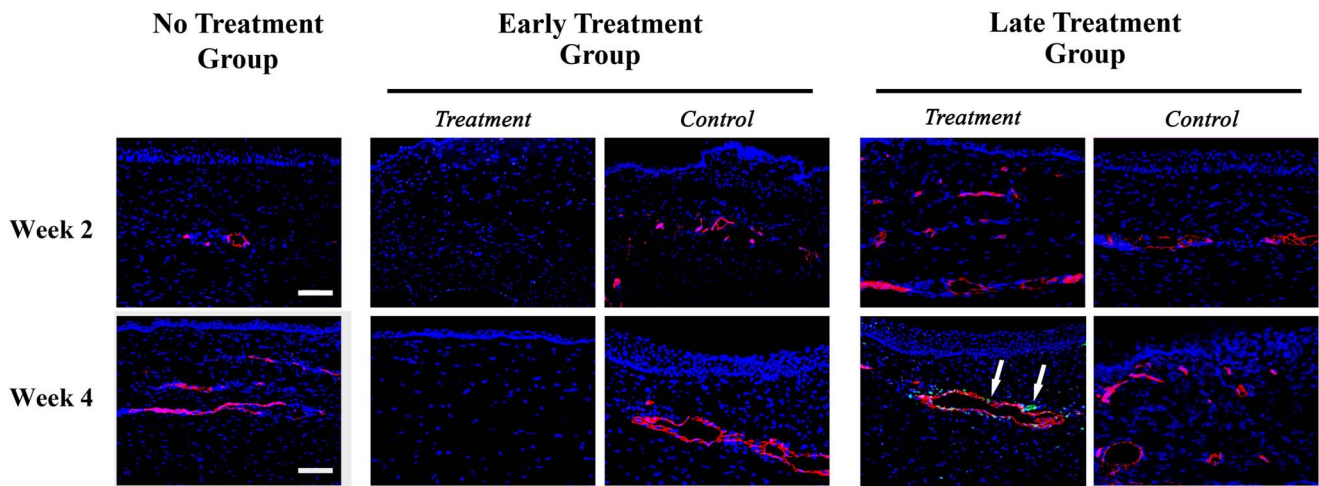 No Treatment
Group
Early Treatment
Group
Late Treatment
Group
Treatment
Control
Treatment
Control
Week 2
Week 4